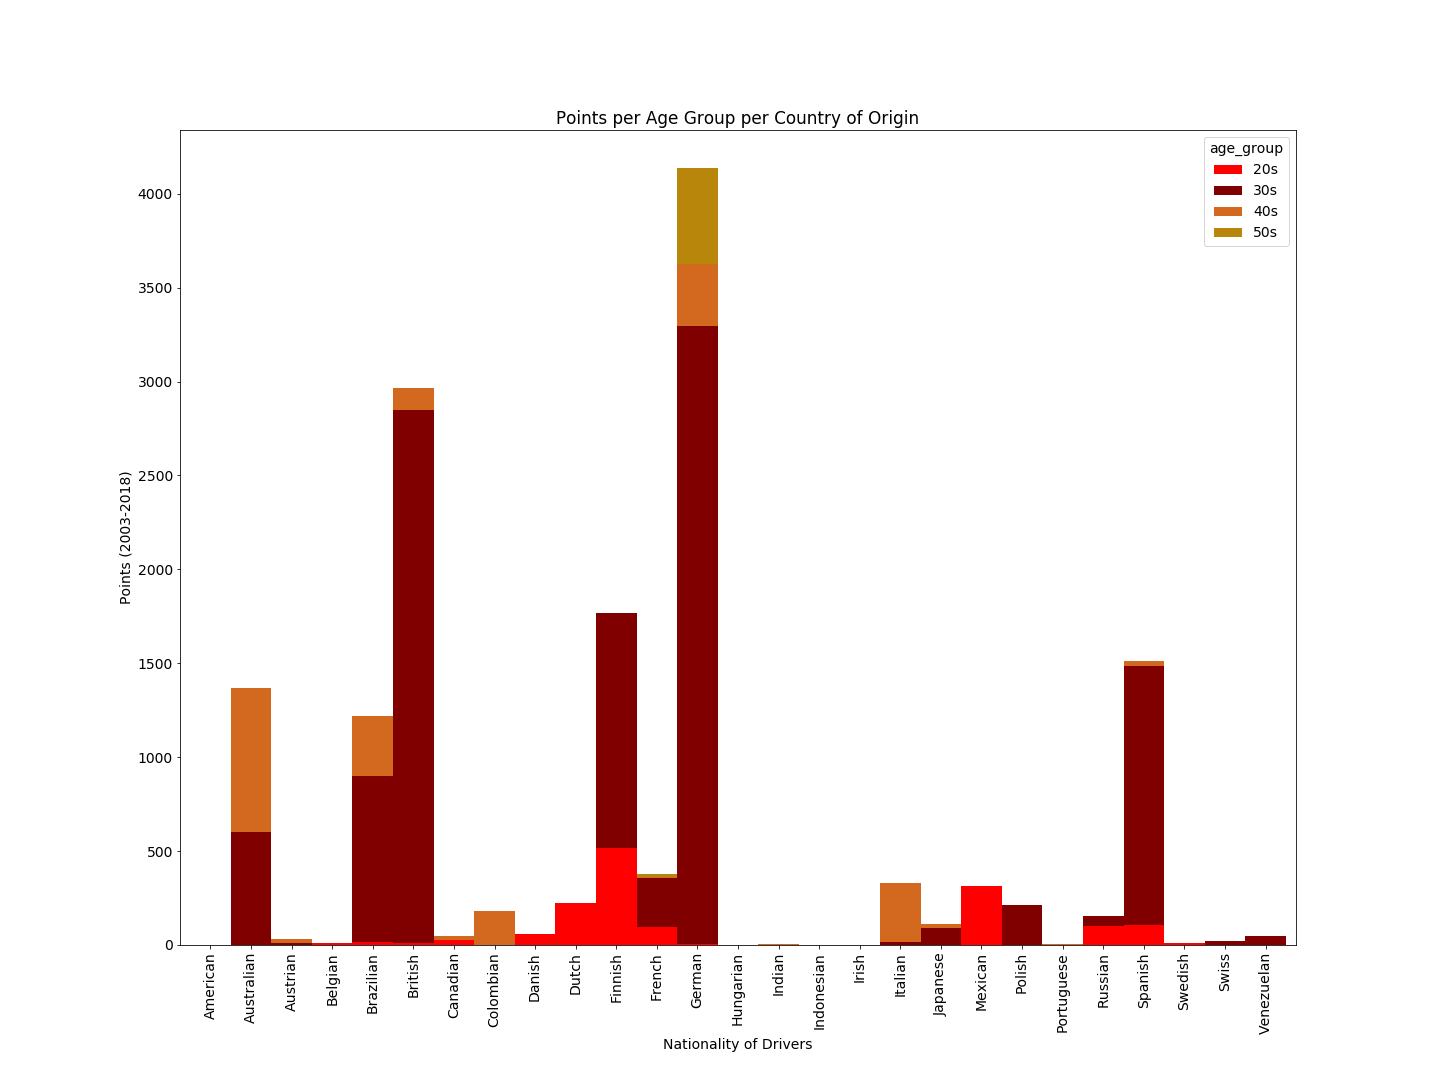 Points per Age Group per Country of Origin
age_group
20s
30s
40s
50s
Points (2003-2018)
4000
3500
3000
2500
2000
1500
1000
500
0
American
Australian
Austrian
Belgian
Brazilian
British
Canadian
Colombian
Danish
Dutch
Finnish
French
German
Hungarian
Indian
Indonesian
Irish
Italian
Japanese
Mexican
Polish
Portuguese
Russian
Spanish
Swedish
Swiss
Venezuelan
Nationality of Drivers